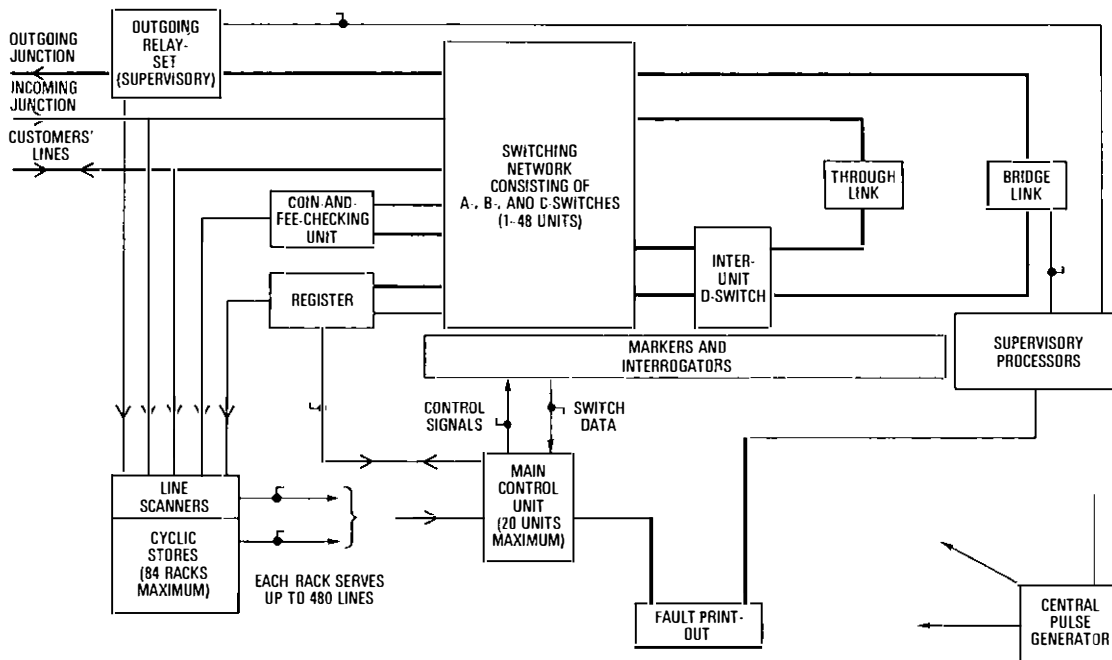 OUTGOING
RELAY-
SET
(SUPERVISORY)
OUTGOING
JUNCTION
INCOMING
JUNCTION
CUSTOMERS'
LINES
COIN-AND-
FEE-CHECKING
UNIT
REGISTER
SWITCHING
NETWORK
CONSISTING OF
A-, B-, AND C-SWITCHES
(1-48 UNITS)
THROUGH
LINK
BRIDGE
LINK
INTER-
UNIT
D-SWITCH
MARKERS AND
INTERROGATORS
SUPERVISORY
PROCESSORS
CONTROL
SIGNALS
SWITCH
DATA
LINE
SCANNERS
CYCLIC
STORES
(84 RACKS
MAXIMUM)
EACH RACK SERVES
UP TO 480 LINES
MAIN
CONTROL
UNIT
(20 UNITS
MAXIMUM)
FAULT PRINT-
OUT
CENTRAL
PULSE
GENERATOR